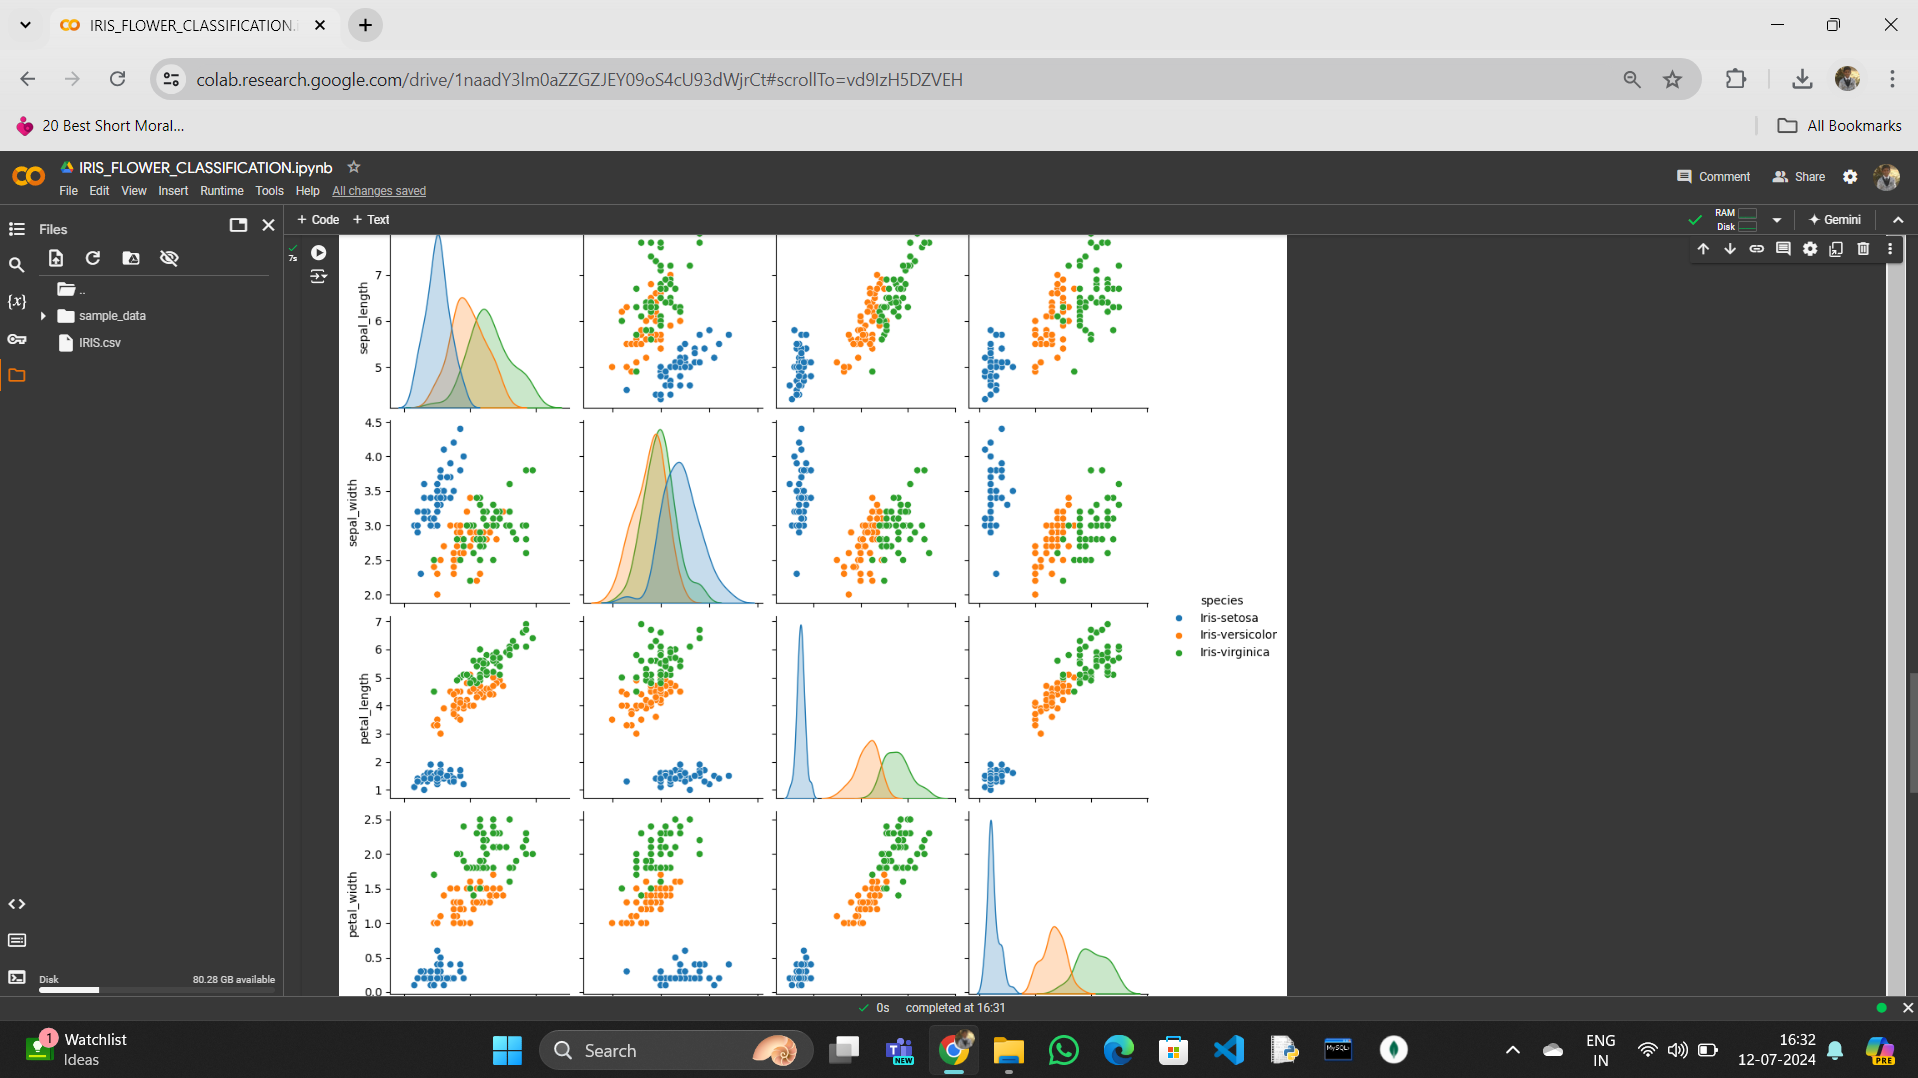 IRIS_FLOWER_CLASSIFICATION.i
colab.research.google.com/drive/1naadY3lm0aZZGZJEY09oS4cU93dWjrCt#scrollTo=vd9IzH5DZVEH
20 Best Short Moral...
All Bookmarks
IRIS_FLOWER_CLASSIFICATION.ipynb
File Edit View Insert Runtime Tools Help All changes saved
Comment Share
Files
+ Code + Text
RAM
Disk
Gemini
7s
..
sample_data
IRIS.csv
{x}
sepal_length
7
6
5
sepal_width
4.5
4.0
3.5
3.0
2.5
2.0
species
Iris-setosa
Iris-versicolor
Iris-virginica
petal_length
7
6
5
4
3
2
1
petal_width
2.5
2.0
1.5
1.0
0.5
0.0
Disk 80.28 GB available
0s completed at 16:31
1
Watchlist
Ideas
Search
NEW
MySQL
ENG
IN
16:32
12-07-2024
PRE